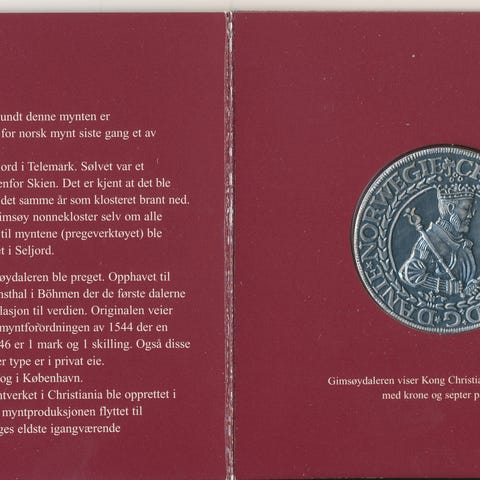 undt denne mynten er
for norsk mynt siste gang et av
ord i Telemark. Sølvet var et
enfor Skien. Det er kjent at det ble
det samme år som klosteret brant ned.
imsøy nonnekloster selv om alle
til myntene (pregeverktøyet) ble
t i Seljord.
søydaleren ble preget. Opphavet til
nsthal i Böhmen der de første dalerne
lasjon til verdien. Originalen veier
myntforordningen av 1544 der en
46 er 1 mark og 1 skilling. Også disse
er type er i privat eie.
og i København.
ntverket i Christiania ble opprettet i
myntproduksjonen flyttet til
ges eldste igangværende
D:G:DANIE:NORWEGIE:C
Gimsøydaleren viser Kong Christia
med krone og septer p